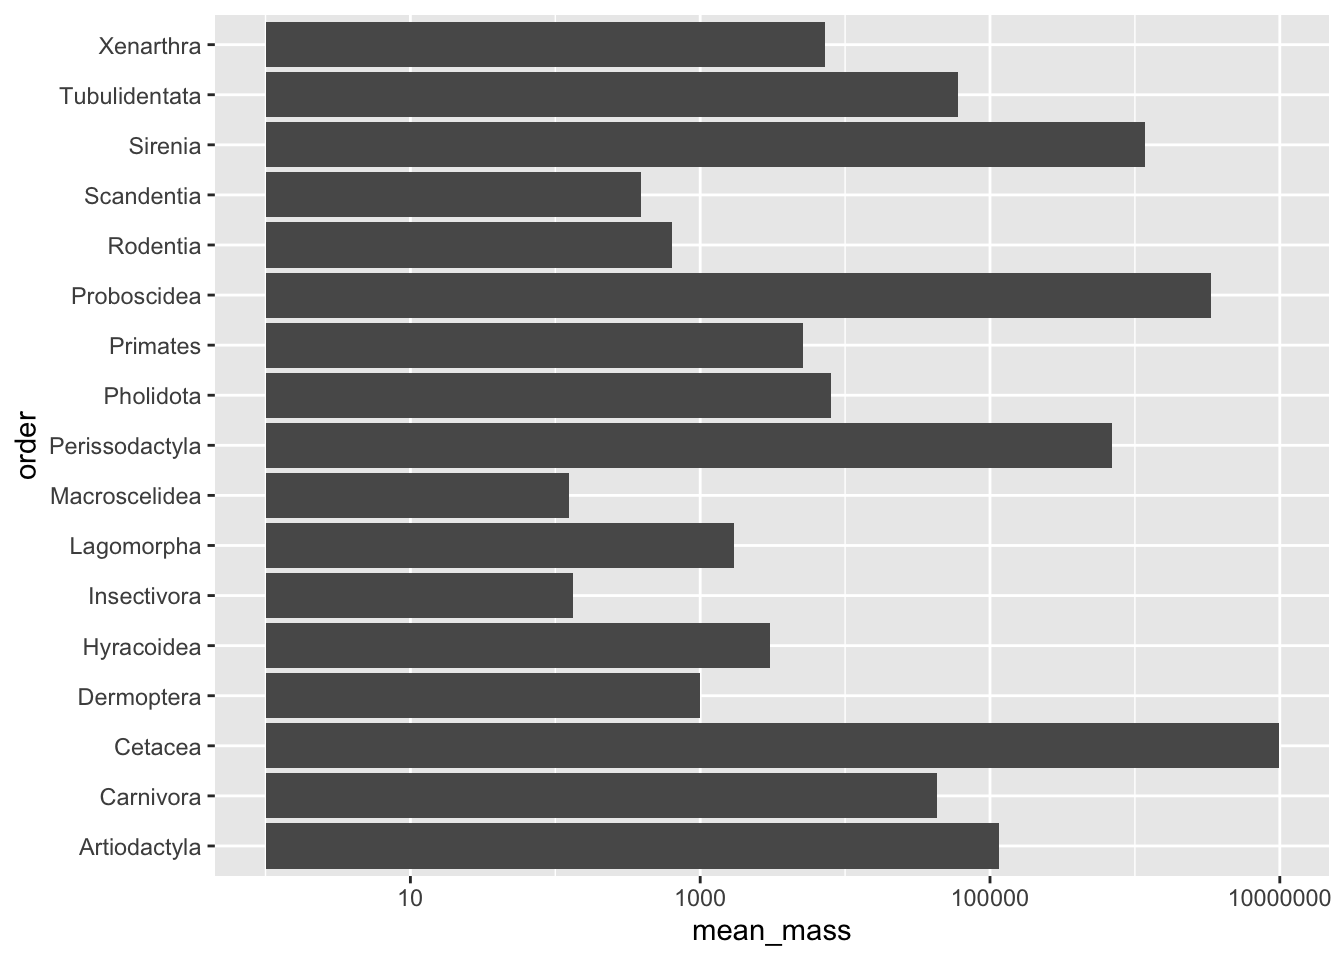 Xenarthra
Tubulidentata
Sirenia
Scandentia
Rodentia
Proboscidea
Primates
Pholidota
Perissodactyla
Macroscelidea
Lagomorpha
Insectivora
Hyracoidea
Dermoptera
Cetacea
Carnivora
Artiodactyla
order
10 1000 100000 10000000
mean_mass